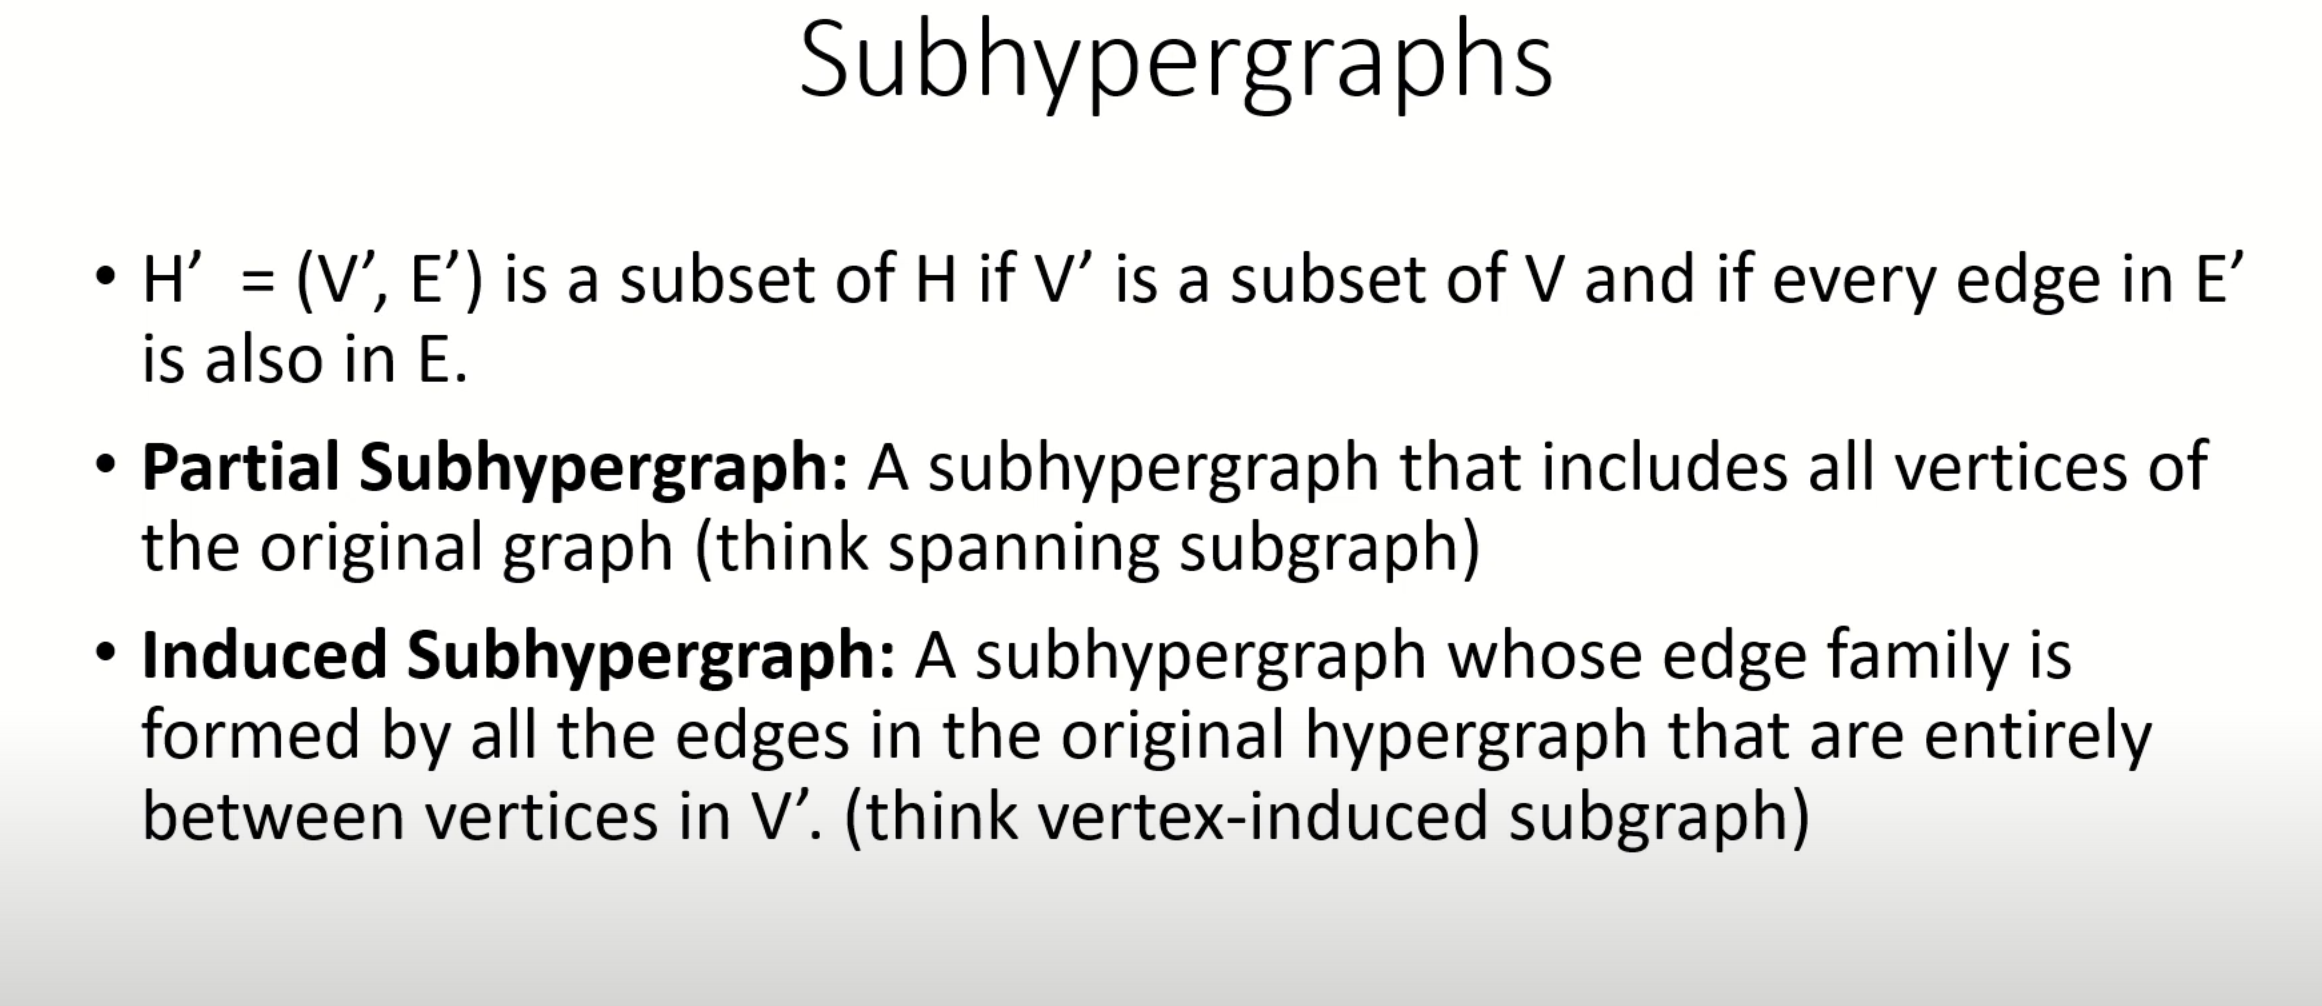 Subhypergraphs
• H’ = (V’, E’) is a subset of H if V’ is a subset of V and if every edge in E’
is also in E.
• Partial Subhypergraph: A subhypergraph that includes all vertices of
the original graph (think spanning subgraph)
• Induced Subhypergraph: A subhypergraph whose edge family is
formed by all the edges in the original hypergraph that are entirely
between vertices in V’. (think vertex-induced subgraph)